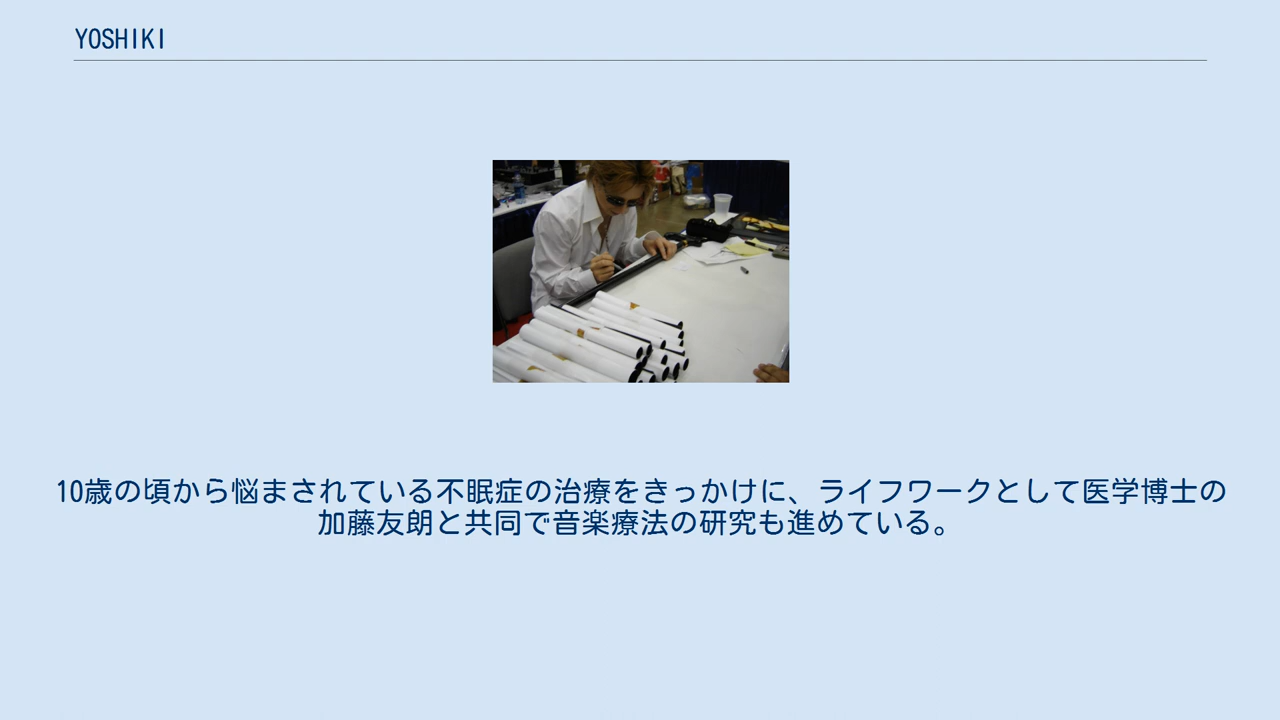 YOSHIKI
10歳の頃から悩まされている不眠症の治療をきっかけに、ライフワークとして医学博士の
加藤友朗と共同で音楽療法の研究も進めている。